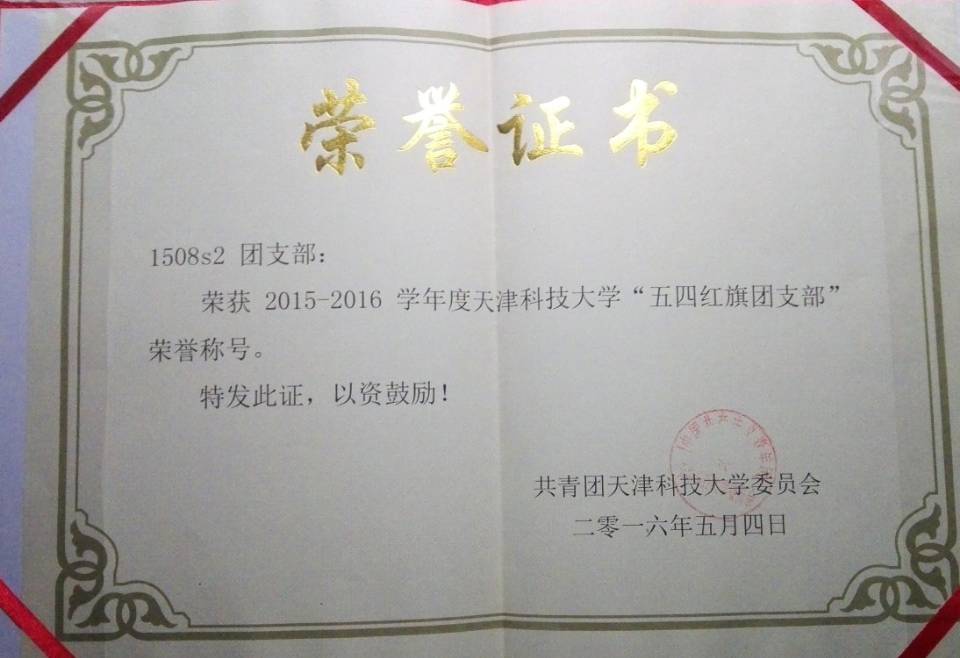 荣誉证书
1508s2 团支部：
荣获 2015-2016 学年度天津科技大学“五四红旗团支部”
荣誉称号。
特发此证，以资鼓励！
共青团天津科技大学委员会
二零一六年五月四日